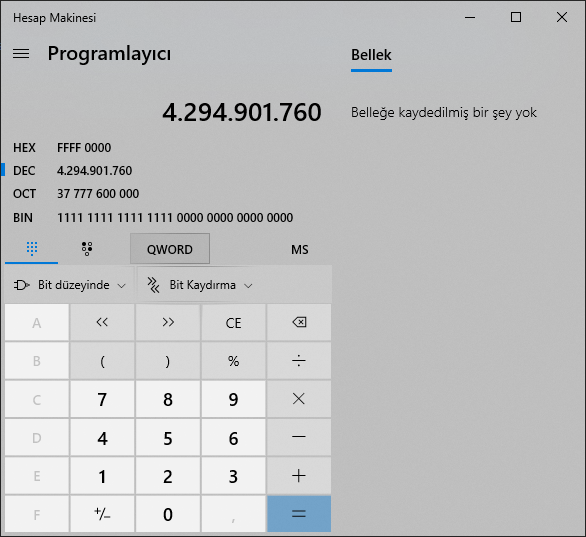 Hesap Makinesi
Programlayıcı
Bellek
4.294.901.760
Belleğe kaydedilmiş bir şey yok
HEX FFFF 0000
DEC 4.294.901.760
OCT 37 777 600 000
BIN 1111 1111 1111 1111 0000 0000 0000 0000
QWORD MS
Bit düzeyinde Bit Kaydırma
A << >> CE
B ( ) % ÷
C 7 8 9 ×
D 4 5 6 −
E 1 2 3 +
F +/− 0 , =